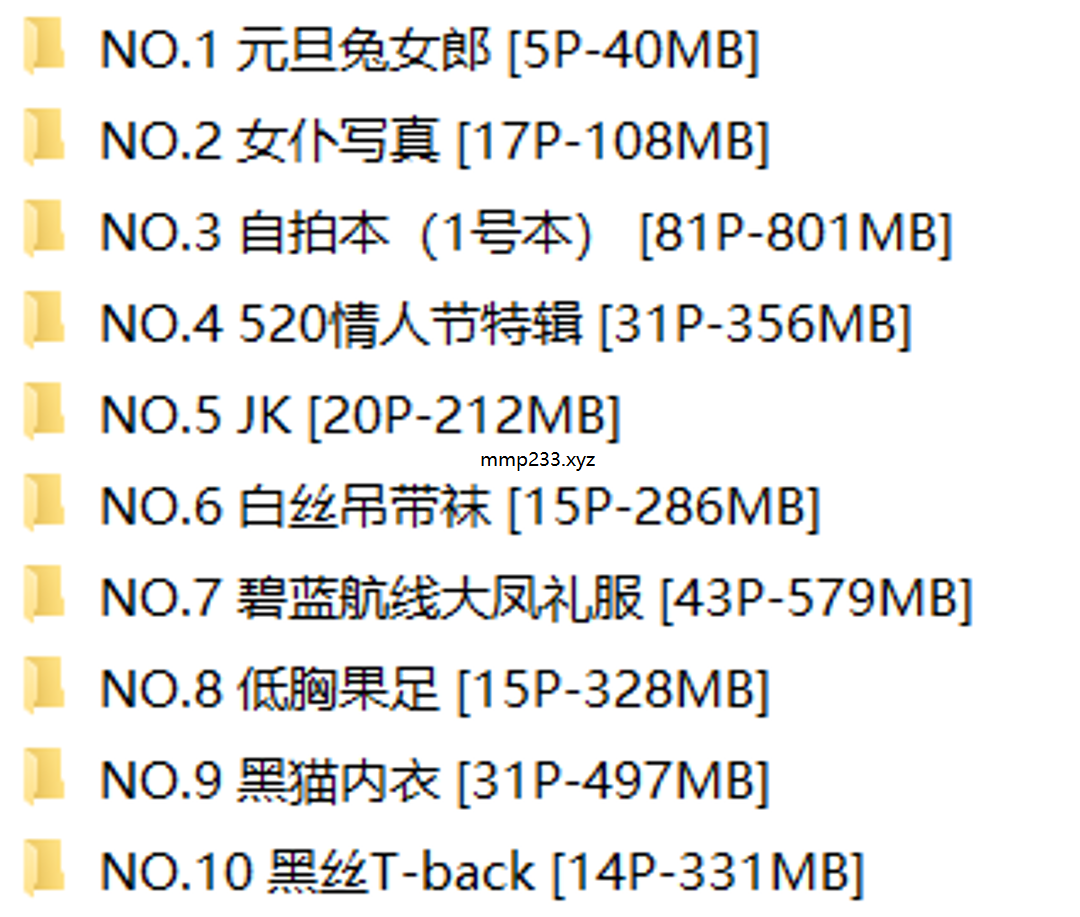 NO.1 元旦兔女郎 [5P-40MB]
NO.2 女仆写真 [17P-108MB]
NO.3 自拍本（1号本） [81P-801MB]
NO.4 520情人节特辑 [31P-356MB]
NO.5 JK [20P-212MB]
mmp233.xyz
NO.6 白丝吊带袜 [15P-286MB]
NO.7 碧蓝航线大凤礼服 [43P-579MB]
NO.8 低胸果足 [15P-328MB]
NO.9 黑猫内衣 [31P-497MB]
NO.10 黑丝T-back [14P-331MB]